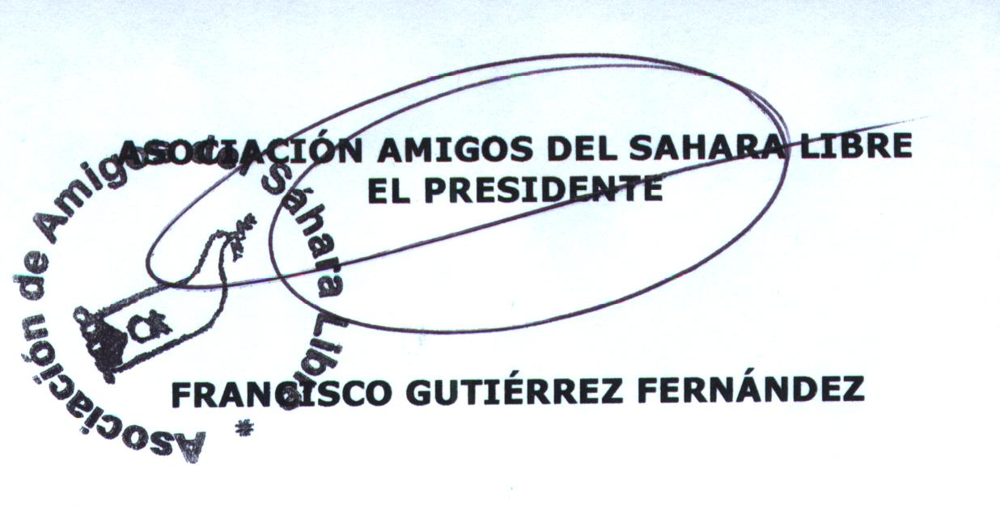 ASOCIACIÓN AMIGOS DEL SAHARA LIBRE
EL PRESIDENTE
FRANCISCO GUTIÉRREZ FERNÁNDEZ
Asociación de Amigos del Sáhara Libre *